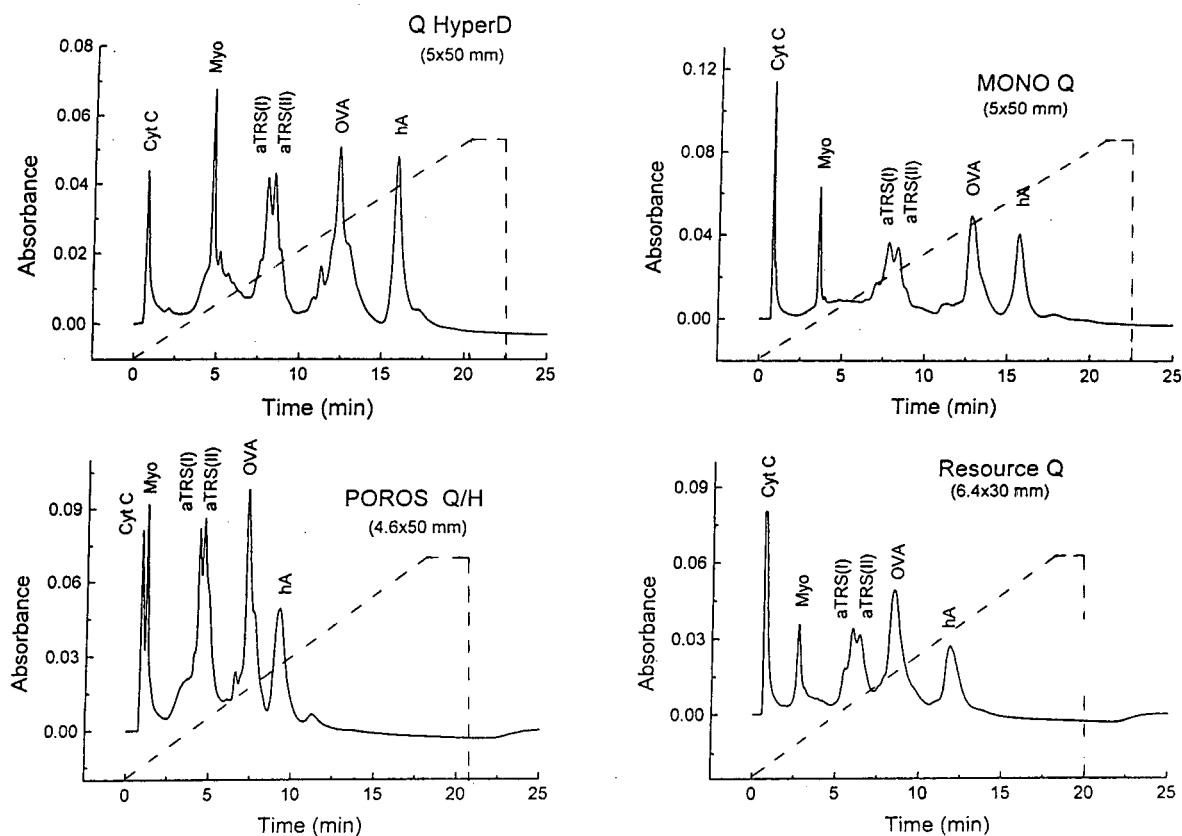 Q HyperD
(5x50 mm)
0.08
0.06
0.04
0.02
0.00
Absorbance
Cyt C
Myo
aTRS(I)
aTRS(II)
OVA
hA
0
5
10
15
20
25
Time (min)
MONO Q
(5x50 mm)
0.12
0.08
0.04
0.00
Absorbance
Cyt C
Myo
aTRS(I)
aTRS(II)
OVA
hA
0
5
10
15
20
25
Time (min)
POROS Q/H
(4.6x50 mm)
0.09
0.06
0.03
0.00
Absorbance
Cyt C
Myo
aTRS(I)
aTRS(II)
OVA
hA
0
5
10
15
20
25
Time (min)
Resource Q
(6.4x30 mm)
0.09
0.06
0.03
0.00
Absorbance
Cyt C
Myo
aTRS(I)
aTRS(II)
OVA
hA
0
5
10
15
20
25
Time (min)